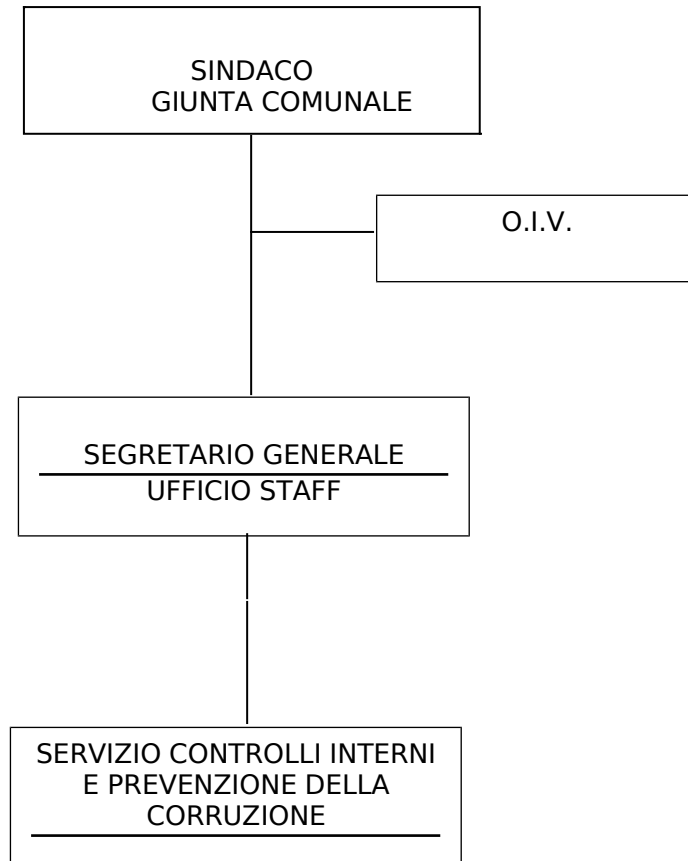 SINDACO
GIUNTA COMUNALE
O.I.V.
SEGRETARIO GENERALE
UFFICIO STAFF
SERVIZIO CONTROLLI INTERNI
E PREVENZIONE DELLA
CORRUZIONE